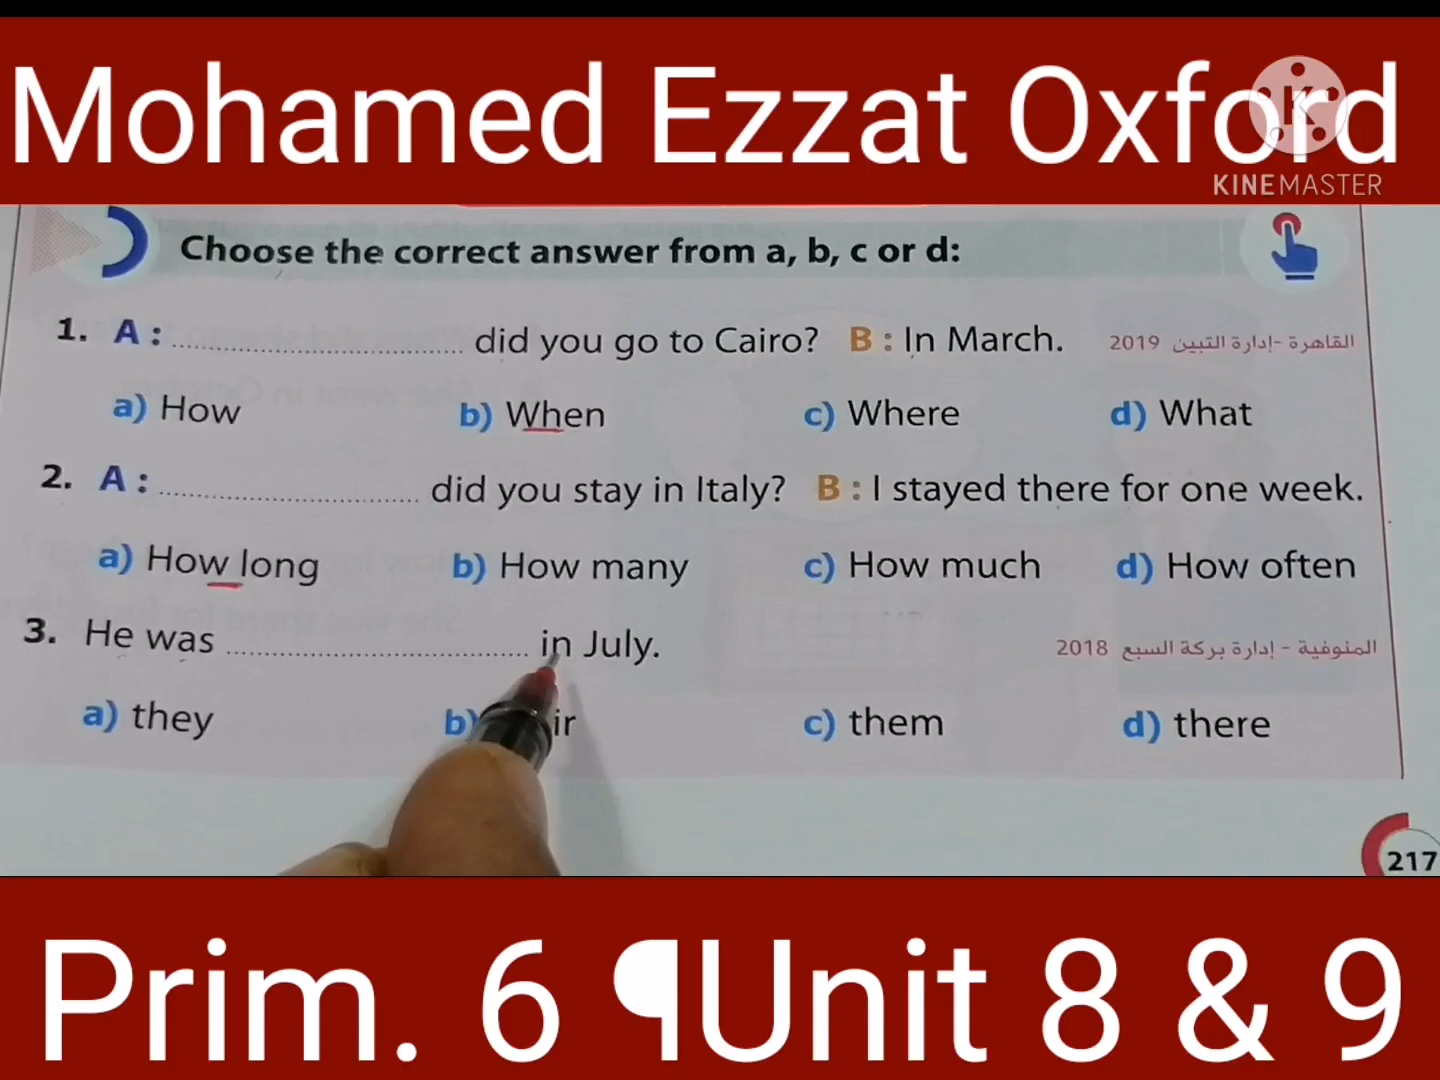 Mohamed Ezzat Oxford
KINEMASTER
Choose the correct answer from a, b, c or d:
1. A : ........................ did you go to Cairo? B : In March. القاهرة -إدارة التبين 2019
a) How b) When c) Where d) What
2. A : ........................ did you stay in Italy? B : I stayed there for one week.
a) How long b) How many c) How much d) How often
3. He was ........................ in July. المنوفية - إدارة بركة السبع 2018
a) they b) ir c) them d) there
217
Prim. 6 ¶Unit 8 & 9